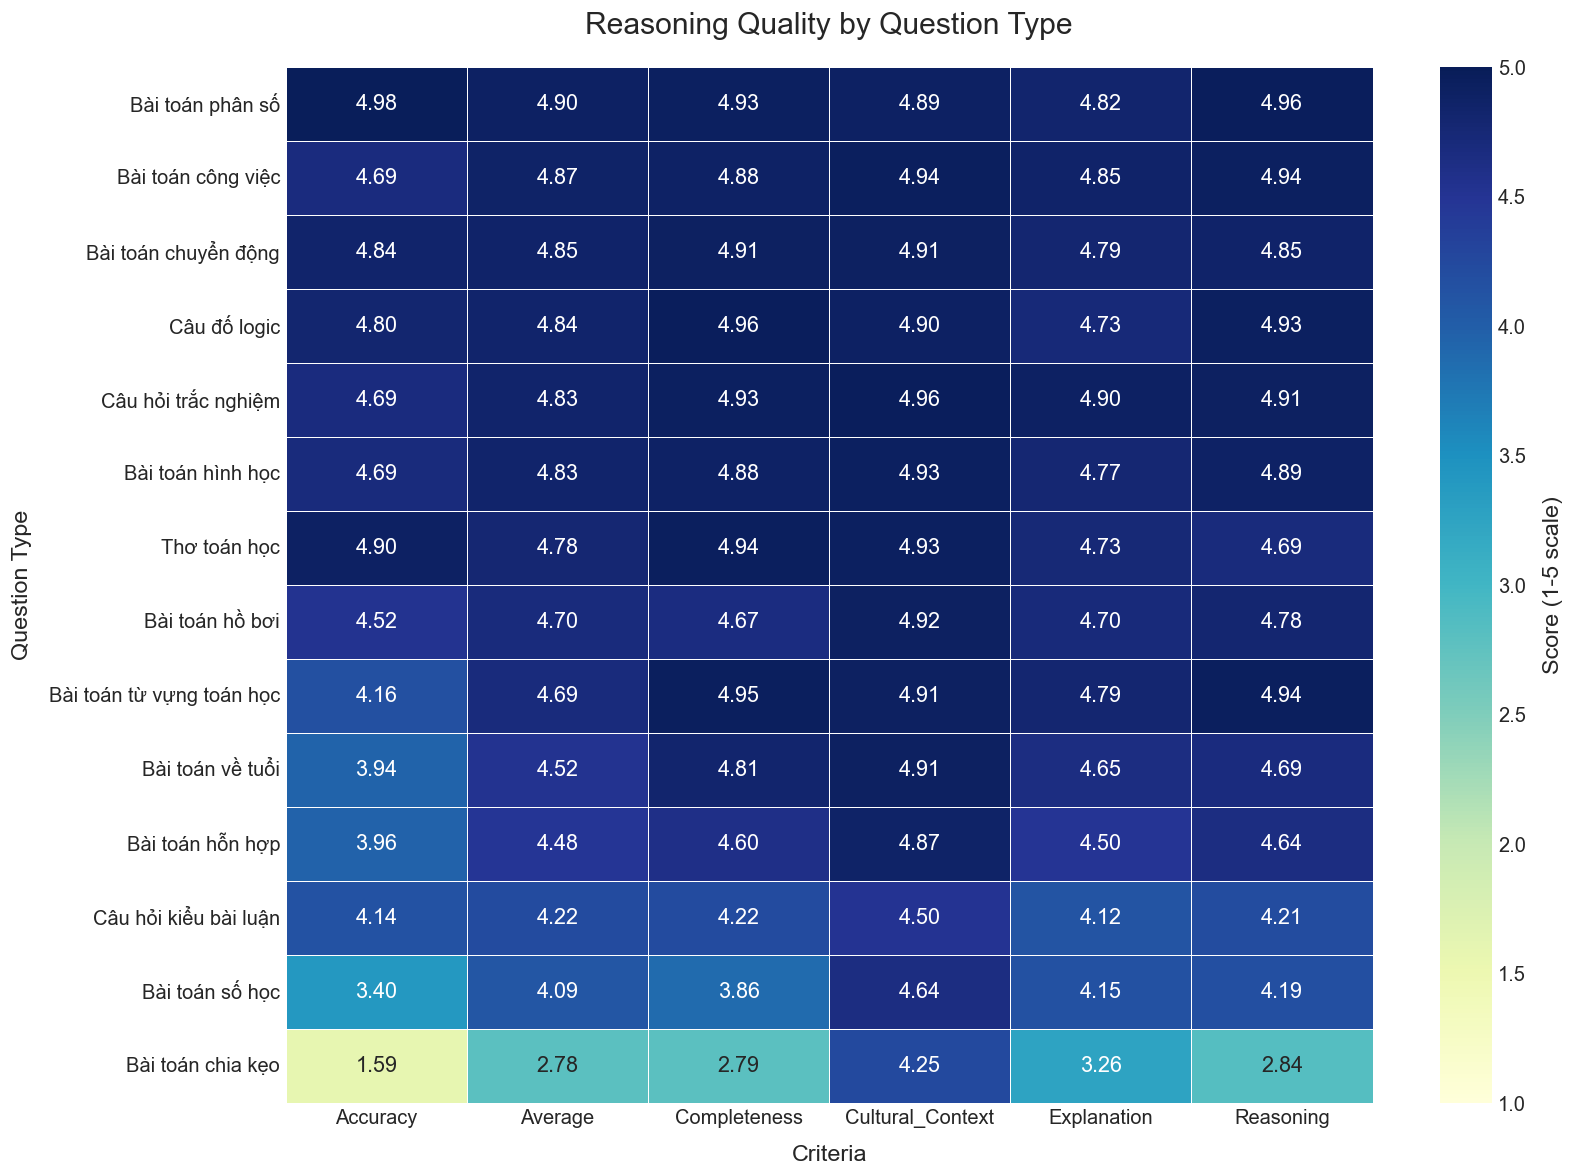 Reasoning Quality by Question Type
Bài toán phân số 4.98 4.90 4.93 4.89 4.82 4.96
Bài toán công việc 4.69 4.87 4.88 4.94 4.85 4.94
Bài toán chuyển động 4.84 4.85 4.91 4.91 4.79 4.85
Câu đố logic 4.80 4.84 4.96 4.90 4.73 4.93
Câu hỏi trắc nghiệm 4.69 4.83 4.93 4.96 4.90 4.91
Bài toán hình học 4.69 4.83 4.88 4.93 4.77 4.89
Thơ toán học 4.90 4.78 4.94 4.93 4.73 4.69
Bài toán hồ bơi 4.52 4.70 4.67 4.92 4.70 4.78
Bài toán từ vựng toán học 4.16 4.69 4.95 4.91 4.79 4.94
Bài toán về tuổi 3.94 4.52 4.81 4.91 4.65 4.69
Bài toán hỗn hợp 3.96 4.48 4.60 4.87 4.50 4.64
Câu hỏi kiểu bài luận 4.14 4.22 4.22 4.50 4.12 4.21
Bài toán số học 3.40 4.09 3.86 4.64 4.15 4.19
Bài toán chia kẹo 1.59 2.78 2.79 4.25 3.26 2.84
Accuracy Average Completeness Cultural_Context Explanation Reasoning
Criteria
Question Type
5.0
4.5
4.0
3.5
3.0
2.5
2.0
1.5
1.0
Score (1-5 scale)